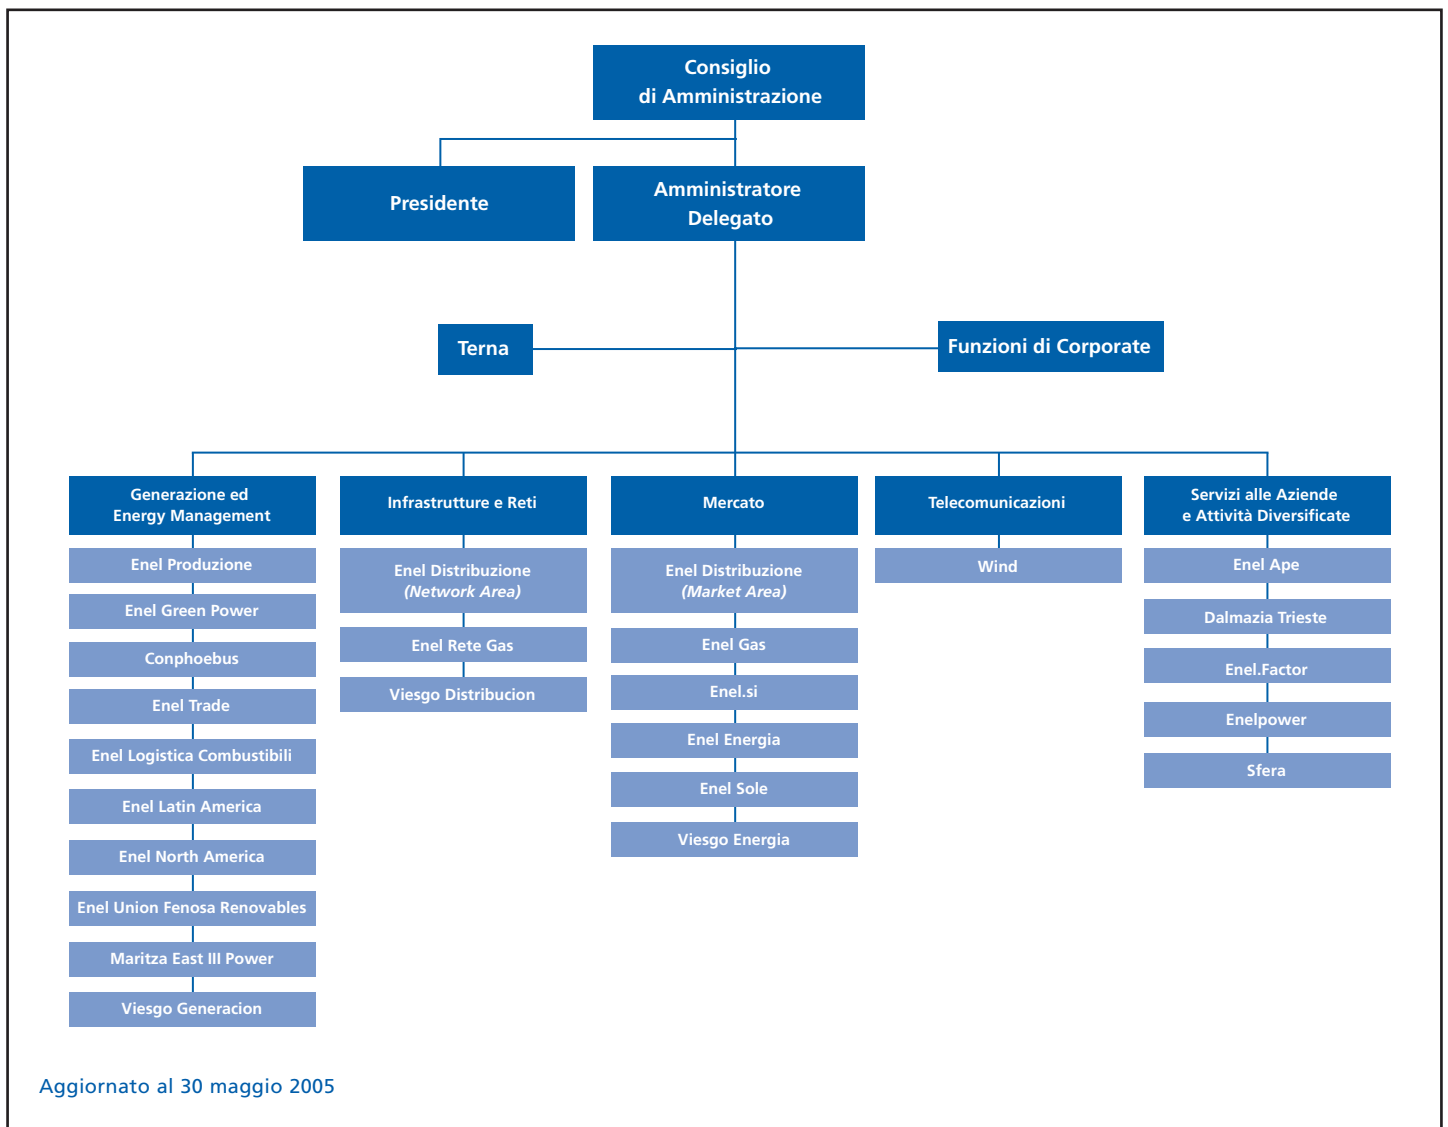 Consiglio
di Amministrazione
Presidente
Amministratore
Delegato
Terna
Funzioni di Corporate
Generazione ed
Energy Management
Enel Produzione
Enel Green Power
Conphoebus
Enel Trade
Enel Logistica Combustibili
Enel Latin America
Enel North America
Enel Union Fenosa Renovables
Maritza East III Power
Viesgo Generacion
Infrastrutture e Reti
Enel Distribuzione
(Network Area)
Enel Rete Gas
Viesgo Distribucion
Mercato
Enel Distribuzione
(Market Area)
Enel Gas
Enel.si
Enel Energia
Enel Sole
Viesgo Energia
Telecomunicazioni
Wind
Servizi alle Aziende
e Attività Diversificate
Enel Ape
Dalmazia Trieste
Enel.Factor
Enelpower
Sfera
Aggiornato al 30 maggio 2005